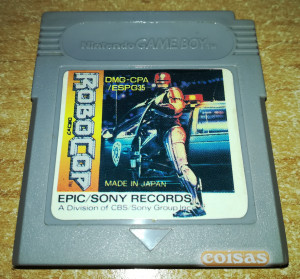 Nintendo GAME BOY
DMG-CPA
/ESPG35
ROBOCOP
MADE IN JAPAN
EPIC/SONY RECORDS
A Division of CBS/Sony Group Inc.
coisas